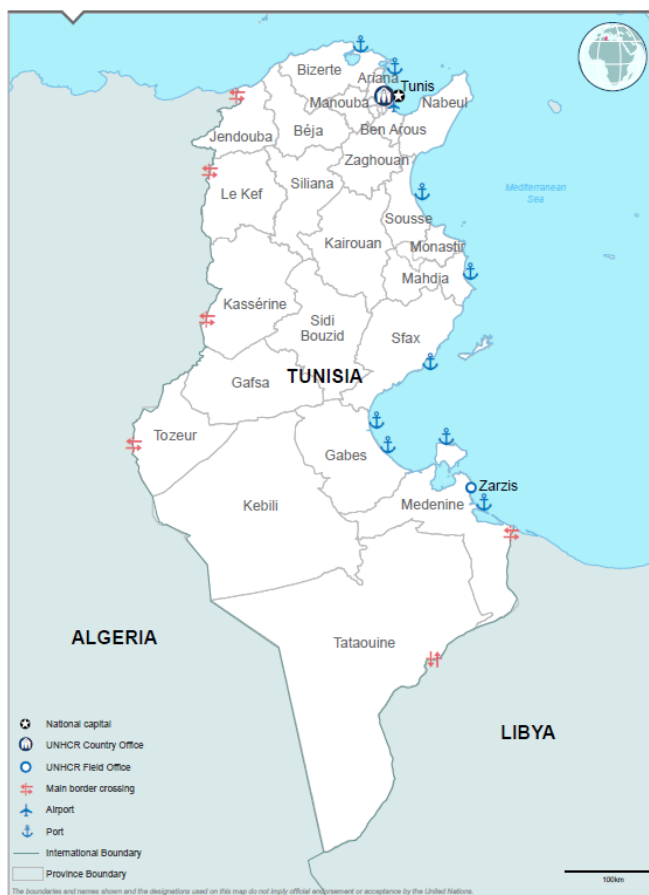 Bizerte
Ariana
Tunis
Manouba
Nabeul
Jendouba
Béja
Ben Arous
Zaghouan
Le Kef
Siliana
Mediterranean
Sea
Sousse
Kairouan
Monastir
Mahdia
Kassérine
Sidi
Bouzid
Sfax
TUNISIA
Gafsa
Tozeur
Gabes
Zarzis
Kebili
Medenine
ALGERIA
Tataouine
LIBYA
National capital
UNHCR Country Office
UNHCR Field Office
Main border crossing
Airport
Port
International Boundary
Province Boundary
100km
The boundaries and names shown and the designations used on this map do not imply official endorsement or acceptance by the United Nations.